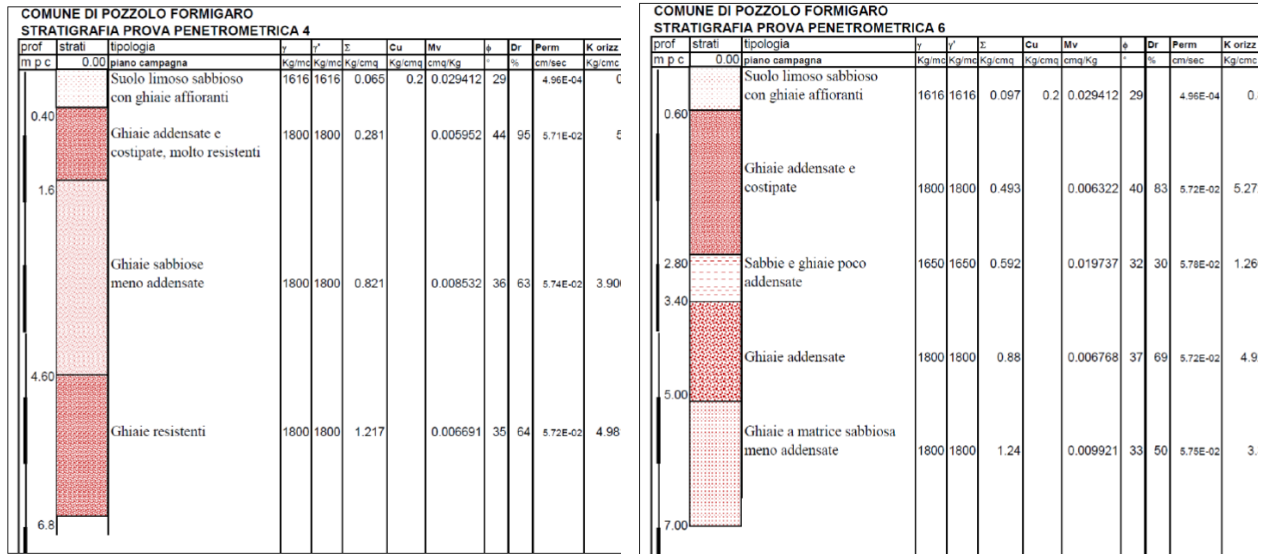 COMUNE DI POZZOLO FORMIGARO
STRATIGRAFIA PROVA PENETROMETRICA 4
prof strati tipologia γ γ' Σ Cu Mv ϕ Dr Perm K orizz
m p c 0.00 piano campagna Kg/mc Kg/mc Kg/cmq Kg/cmq cmq/Kg ° % cm/sec Kg/cmc
Suolo limoso sabbioso 1616 1616 0.065 0.2 0.029412 29 4.96E-04 0
con ghiaie affioranti
0.40
Ghiaie addensate e 1800 1800 0.281 0.005952 44 95 5.71E-02 5
costipate, molto resistenti
1.6
Ghiaie sabbiose
meno addensate 1800 1800 0.821 0.008532 36 63 5.74E-02 3.90
4.60
Ghiaie resistenti 1800 1800 1.217 0.006691 35 64 5.72E-02 4.98
6.8
COMUNE DI POZZOLO FORMIGARO
STRATIGRAFIA PROVA PENETROMETRICA 6
prof strati tipologia γ γ' Σ Cu Mv ϕ Dr Perm K orizz
m p c 0.00 piano campagna Kg/mc Kg/mc Kg/cmq Kg/cmq cmq/Kg ° % cm/sec Kg/cmc
Suolo limoso sabbioso
con ghiaie affioranti 1616 1616 0.097 0.2 0.029412 29 4.96E-04 0.
0.60
Ghiaie addensate e
costipate 1800 1800 0.493 0.006322 40 83 5.72E-02 5.27
2.80 Sabbie e ghiaie poco 1650 1650 0.592 0.019737 32 30 5.78E-02 1.26
addensate
3.40
Ghiaie addensate 1800 1800 0.88 0.006768 37 69 5.72E-02 4.9
5.00
Ghiaie a matrice sabbiosa
meno addensate 1800 1800 1.24 0.009921 33 50 5.75E-02 3.
7.00